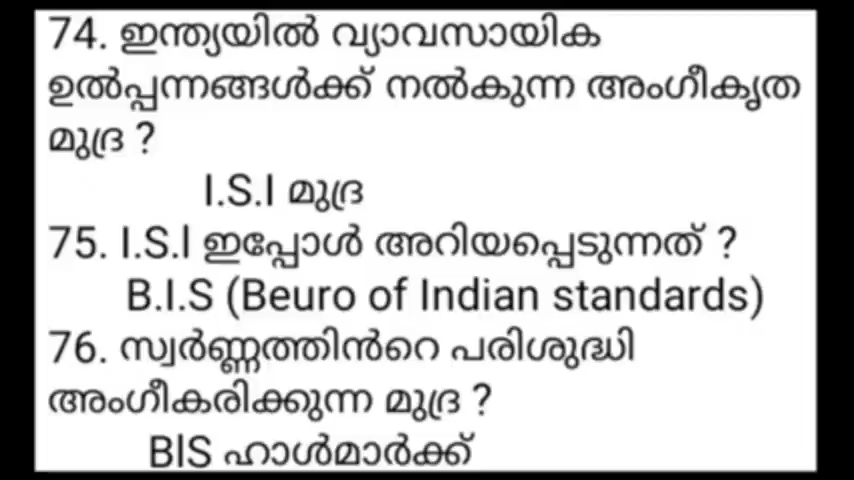 74. ഇന്ത്യയിൽ വ്യാവസായിക
ഉൽപ്പന്നങ്ങൾക്ക് നൽകുന്ന അംഗീകൃത
മുദ്ര ?
I.S.I മുദ്ര
75. I.S.I ഇപ്പോൾ അറിയപ്പെടുന്നത് ?
B.I.S (Beuro of Indian standards)
76. സ്വർണ്ണത്തിൻറെ പരിശുദ്ധി
അംഗീകരിക്കുന്ന മുദ്ര ?
BIS ഹാൾമാർക്ക്